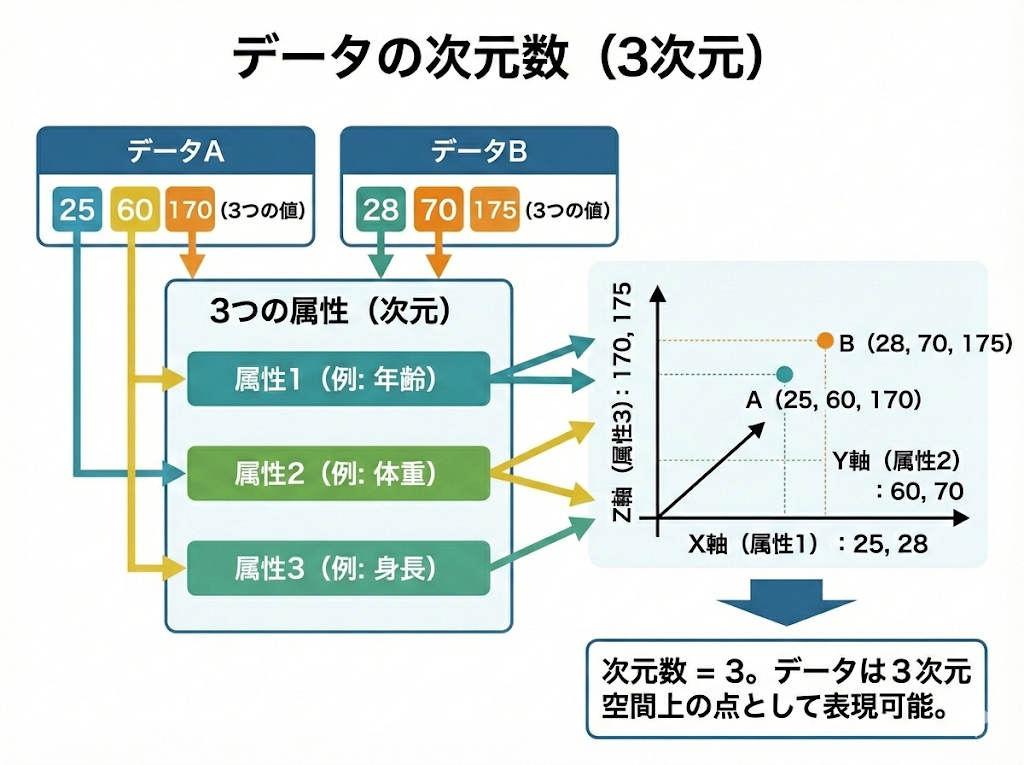 データの次元数（3次元）
データA
25 60 170 (3つの値)
データB
28 70 175 (3つの値)
3つの属性（次元）
属性1（例: 年齢）
属性2（例: 体重）
属性3（例: 身長）
Z軸（属性3）: 170, 175
B（28, 70, 175）
A（25, 60, 170）
Y軸（属性2）
：60, 70
X軸（属性1）：25, 28
次元数 = 3。データは３次元
空間上の点として表現可能。